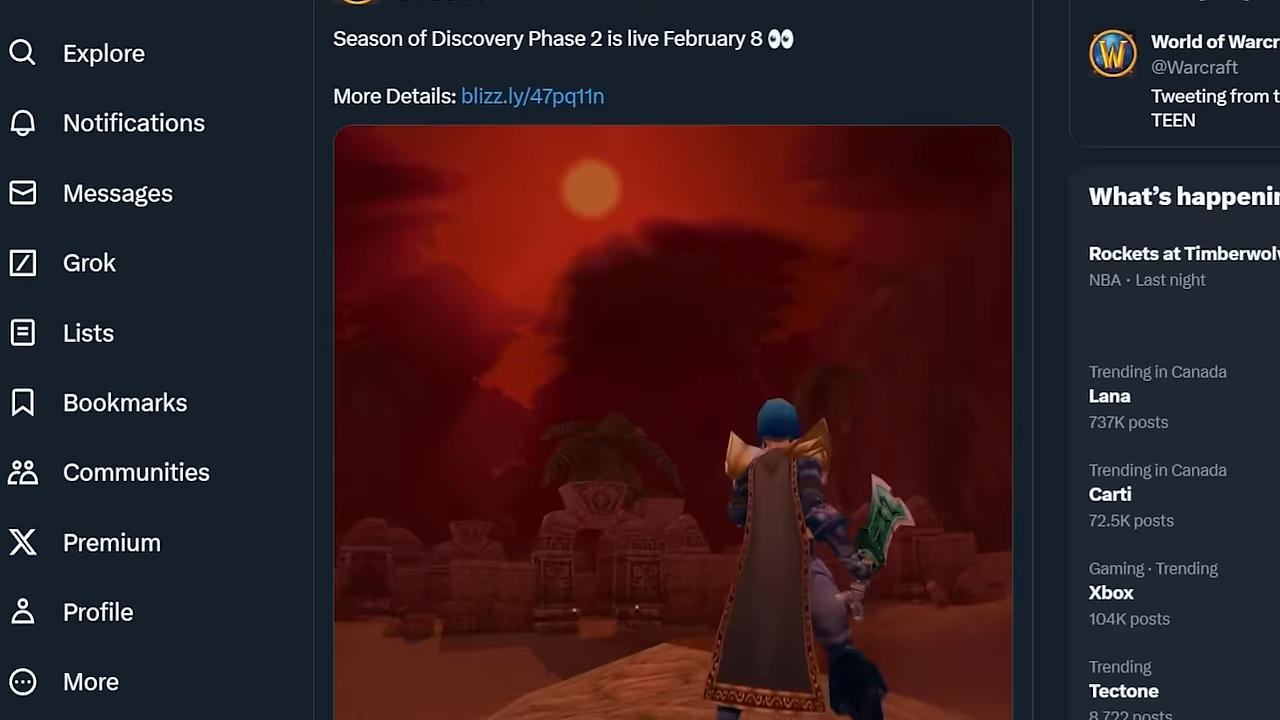 Explore
Notifications
Messages
Grok
Lists
Bookmarks
Communities
Premium
Profile
More
Season of Discovery Phase 2 is live February 8 👀
More Details: blizz.ly/47pq11n
World of Warcr
@Warcraft
Tweeting from t
TEEN
What's happenin
Rockets at Timberwolv
NBA · Last night
Trending in Canada
Lana
737K posts
Trending in Canada
Carti
72.5K posts
Gaming · Trending
Xbox
104K posts
Trending
Tectone
8,722 posts